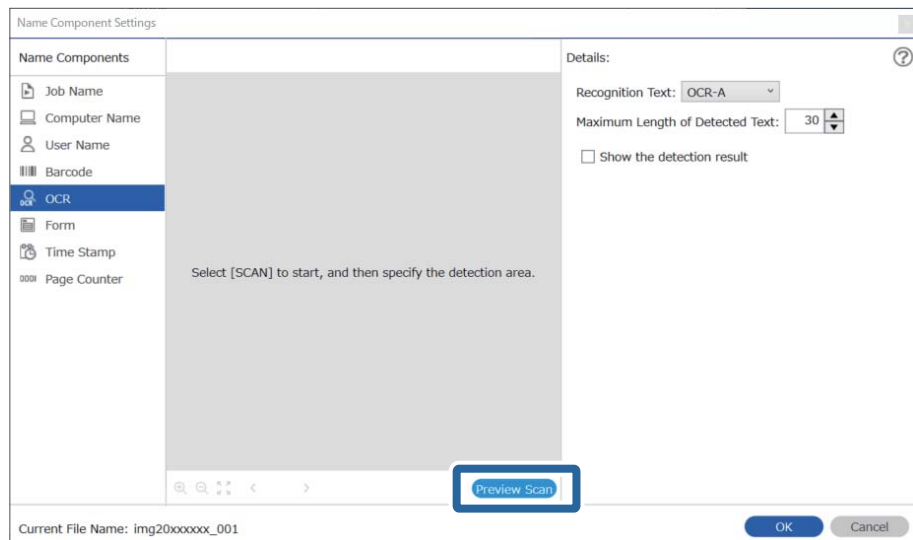 Name Component Settings
Name Components
Job Name
Computer Name
User Name
Barcode
OCR
OCR
Form
Time Stamp
Page Counter
Select [SCAN] to start, and then specify the detection area.
Preview Scan
Details:
Recognition Text: OCR-A
Maximum Length of Detected Text: 30
Show the detection result
Current File Name: img20xxxxxx_001
OK
Cancel